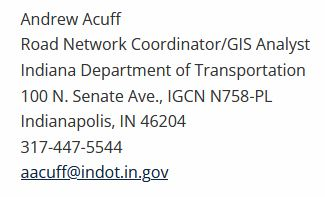 Andrew Acuff
Road Network Coordinator/GIS Analyst
Indiana Department of Transportation
100 N. Senate Ave., IGCN N758-PL
Indianapolis, IN 46204
317-447-5544
aacuff@indot.in.gov